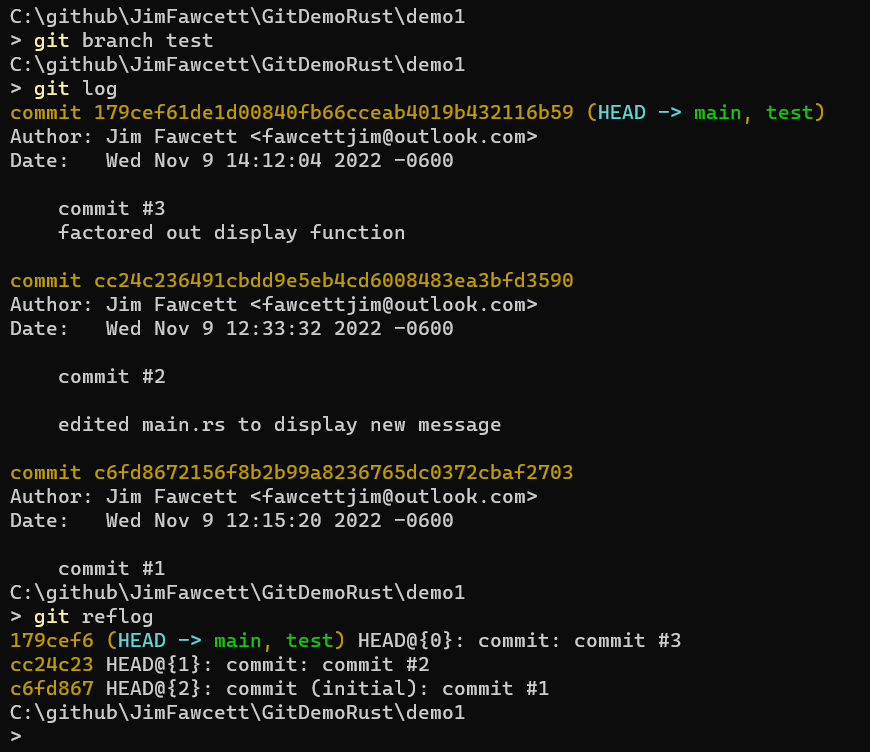 C:\github\JimFawcett\GitDemoRust\demo1
> git branch test
C:\github\JimFawcett\GitDemoRust\demo1
> git log
commit 179cef61de1d00840fb66cceab4019b432116b59 (HEAD -> main, test)
Author: Jim Fawcett <fawcettjim@outlook.com>
Date:   Wed Nov 9 14:12:04 2022 -0600

    commit #3
    factored out display function

commit cc24c236491cbdd9e5eb4cd6008483ea3bfd3590
Author: Jim Fawcett <fawcettjim@outlook.com>
Date:   Wed Nov 9 12:33:32 2022 -0600

    commit #2

    edited main.rs to display new message

commit c6fd8672156f8b2b99a8236765dc0372cbaf2703
Author: Jim Fawcett <fawcettjim@outlook.com>
Date:   Wed Nov 9 12:15:20 2022 -0600

    commit #1
C:\github\JimFawcett\GitDemoRust\demo1
> git reflog
179cef6 (HEAD -> main, test) HEAD@{0}: commit: commit #3
cc24c23 HEAD@{1}: commit: commit #2
c6fd867 HEAD@{2}: commit (initial): commit #1
C:\github\JimFawcett\GitDemoRust\demo1
>